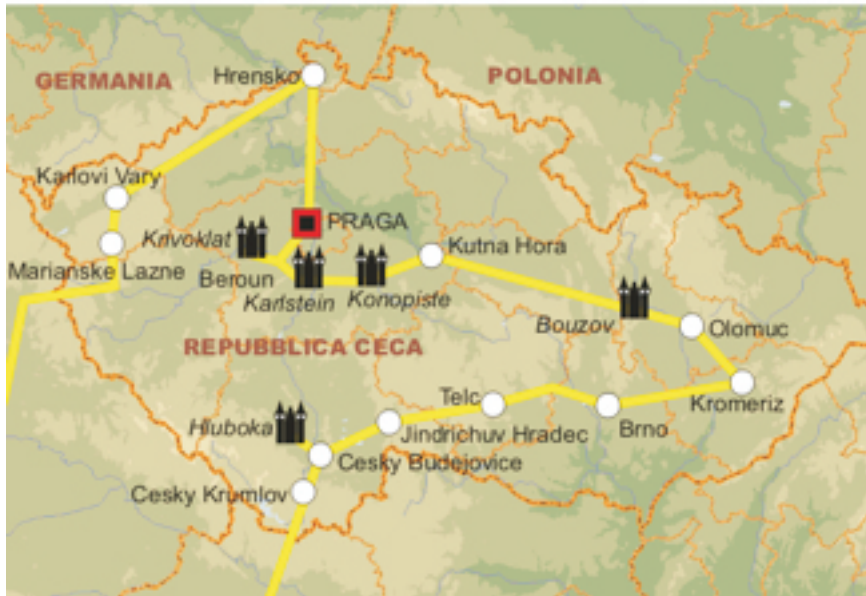 Hrensko
GERMANIA
POLONIA
Karlovi Vary
PRAGA
Krivoklat
Kutna Hora
Marianske Lazne
Beroun
Karlstein
Konopiste
Bouzov
Olomuc
REPUBBLICA CECA
Telc
Kromeriz
Hluboka
Jindrichuv Hradec
Brno
Cesky Budejovice
Cesky Krumlov